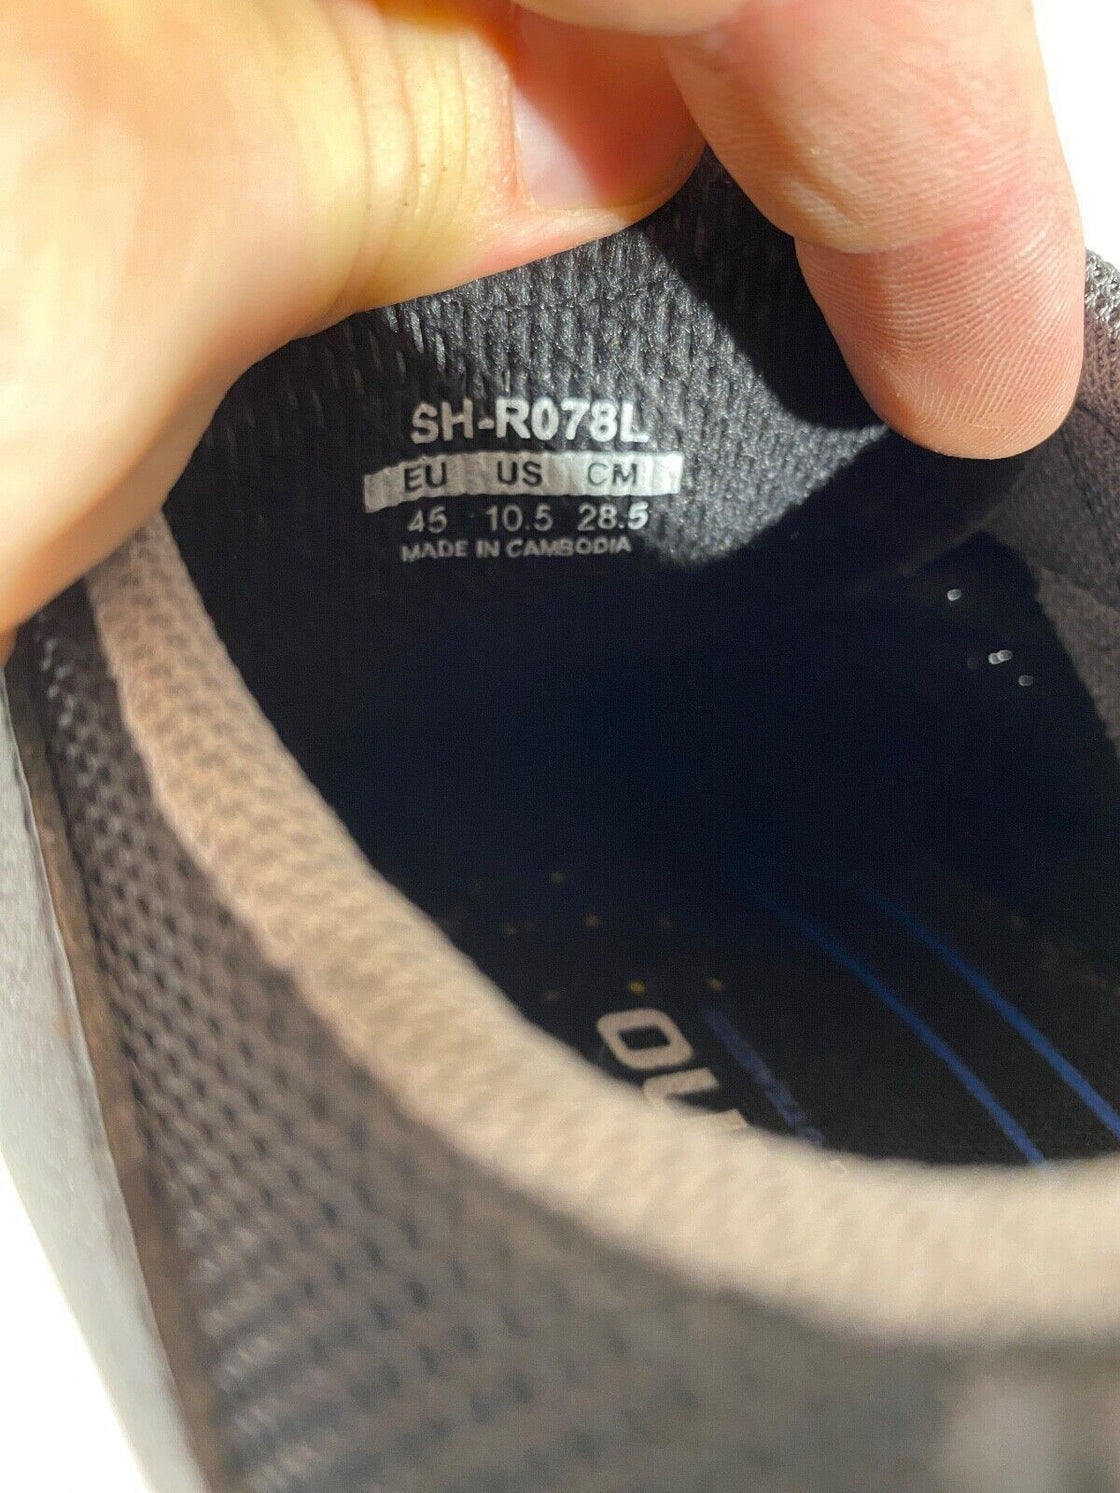 SH-R078L
EU US CM
45 10.5 28.5
MADE IN CAMBODIA